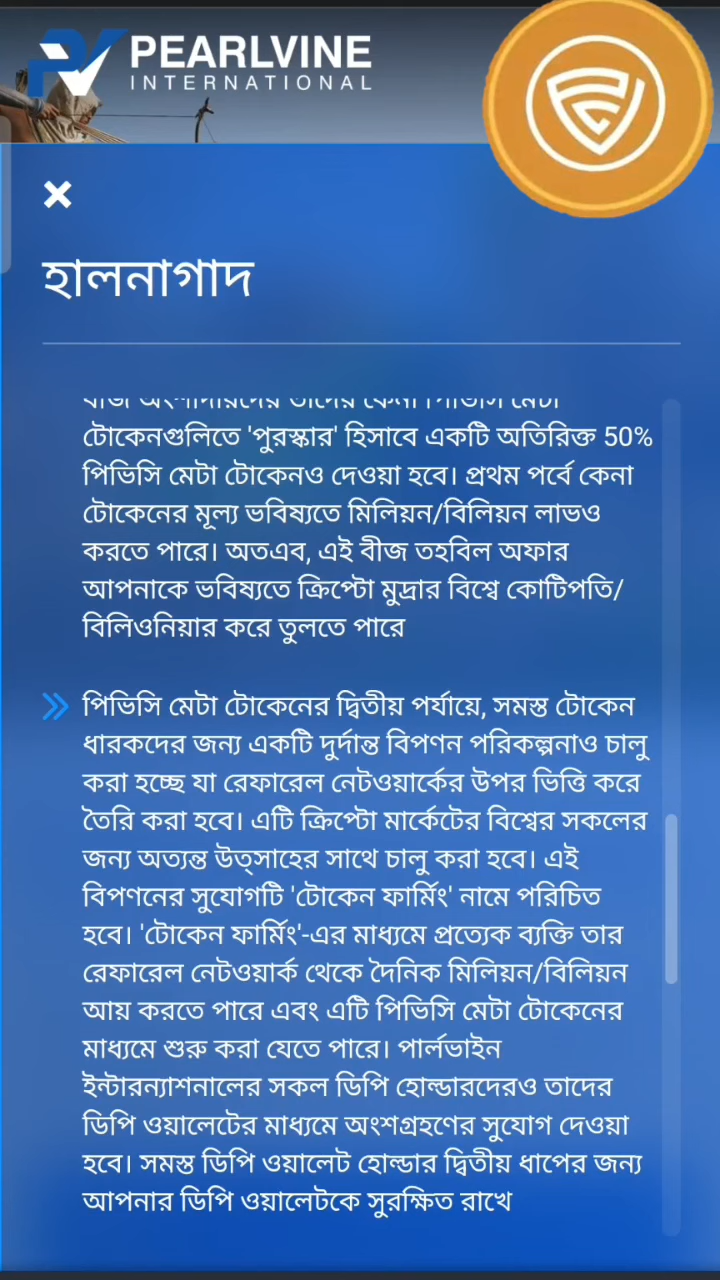 PEARLVINE
INTERNATIONAL
হালনাগাদ
টোকেনগুলিতে 'পুরস্কার' হিসাবে একটি অতিরিক্ত 50%
পিভিসি মেটা টোকেনও দেওয়া হবে। প্রথম পর্বে কেনা
টোকেনের মূল্য ভবিষ্যতে মিলিয়ন/বিলিয়ন লাভও
করতে পারে। অতএব, এই বীজ তহবিল অফার
আপনাকে ভবিষ্যতে ক্রিপ্টো মুদ্রার বিশ্বে কোটিপতি/
বিলিওনিয়ার করে তুলতে পারে
পিভিসি মেটা টোকেনের দ্বিতীয় পর্যায়ে, সমস্ত টোকেন
ধারকদের জন্য একটি দুর্দান্ত বিপণন পরিকল্পনাও চালু
করা হচ্ছে যা রেফারেল নেটওয়ার্কের উপর ভিত্তি করে
তৈরি করা হবে। এটি ক্রিপ্টো মার্কেটের বিশ্বের সকলের
জন্য অত্যন্ত উত্সাহের সাথে চালু করা হবে। এই
বিপণনের সুযোগটি 'টোকেন ফার্মিং' নামে পরিচিত
হবে। 'টোকেন ফার্মিং'-এর মাধ্যমে প্রত্যেক ব্যক্তি তার
রেফারেল নেটওয়ার্ক থেকে দৈনিক মিলিয়ন/বিলিয়ন
আয় করতে পারে এবং এটি পিভিসি মেটা টোকেনের
মাধ্যমে শুরু করা যেতে পারে। পার্লভাইন
ইন্টারন্যাশনালের সকল ডিপি হোল্ডারদেরও তাদের
ডিপি ওয়ালেটের মাধ্যমে অংশগ্রহণের সুযোগ দেওয়া
হবে। সমস্ত ডিপি ওয়ালেট হোল্ডার দ্বিতীয় ধাপের জন্য
আপনার ডিপি ওয়ালেটকে সুরক্ষিত রাখে